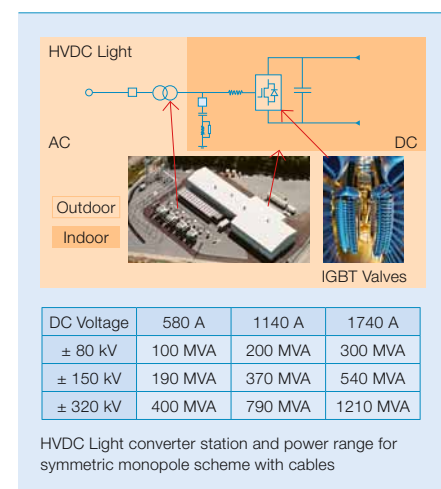 HVDC Light
AC
DC
Outdoor
Indoor
IGBT Valves
DC Voltage 580 A 1140 A 1740 A
± 80 kV 100 MVA 200 MVA 300 MVA
± 150 kV 190 MVA 370 MVA 540 MVA
± 320 kV 400 MVA 790 MVA 1210 MVA
HVDC Light converter station and power range for
symmetric monopole scheme with cables